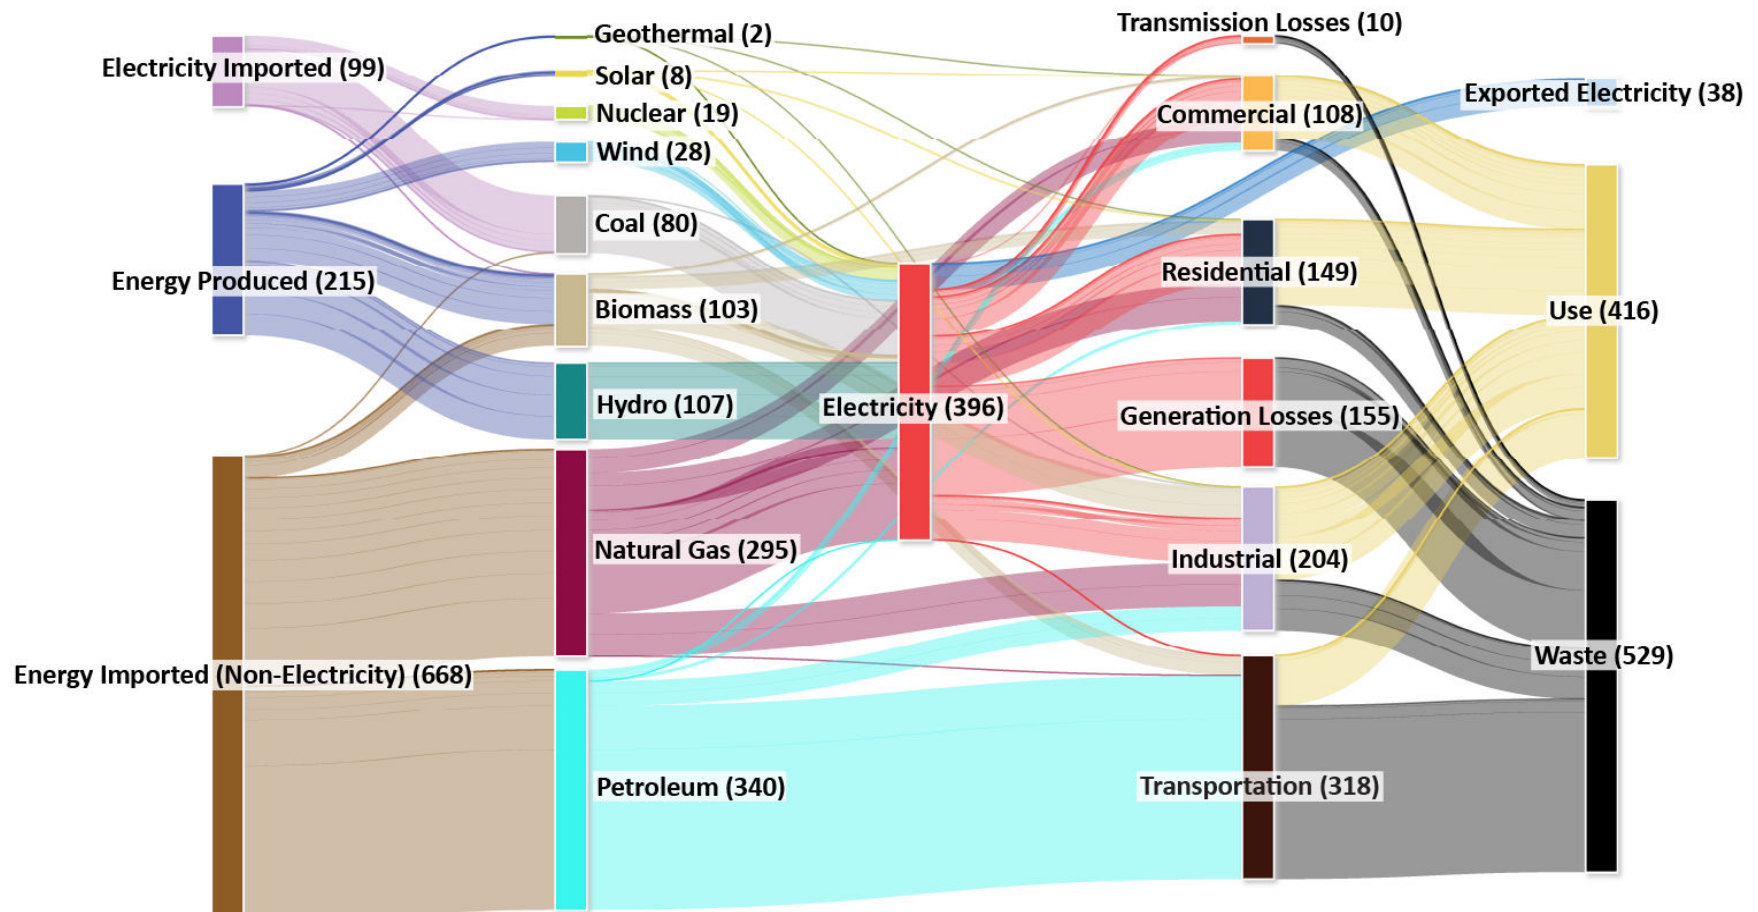 Electricity Imported (99)
Energy Produced (215)
Energy Imported (Non-Electricity) (668)
Geothermal (2)
Solar (8)
Nuclear (19)
Wind (28)
Coal (80)
Biomass (103)
Hydro (107)
Natural Gas (295)
Petroleum (340)
Electricity (396)
Transmission Losses (10)
Commercial (108)
Residential (149)
Generation Losses (155)
Industrial (204)
Transportation (318)
Exported Electricity (38)
Use (416)
Waste (529)